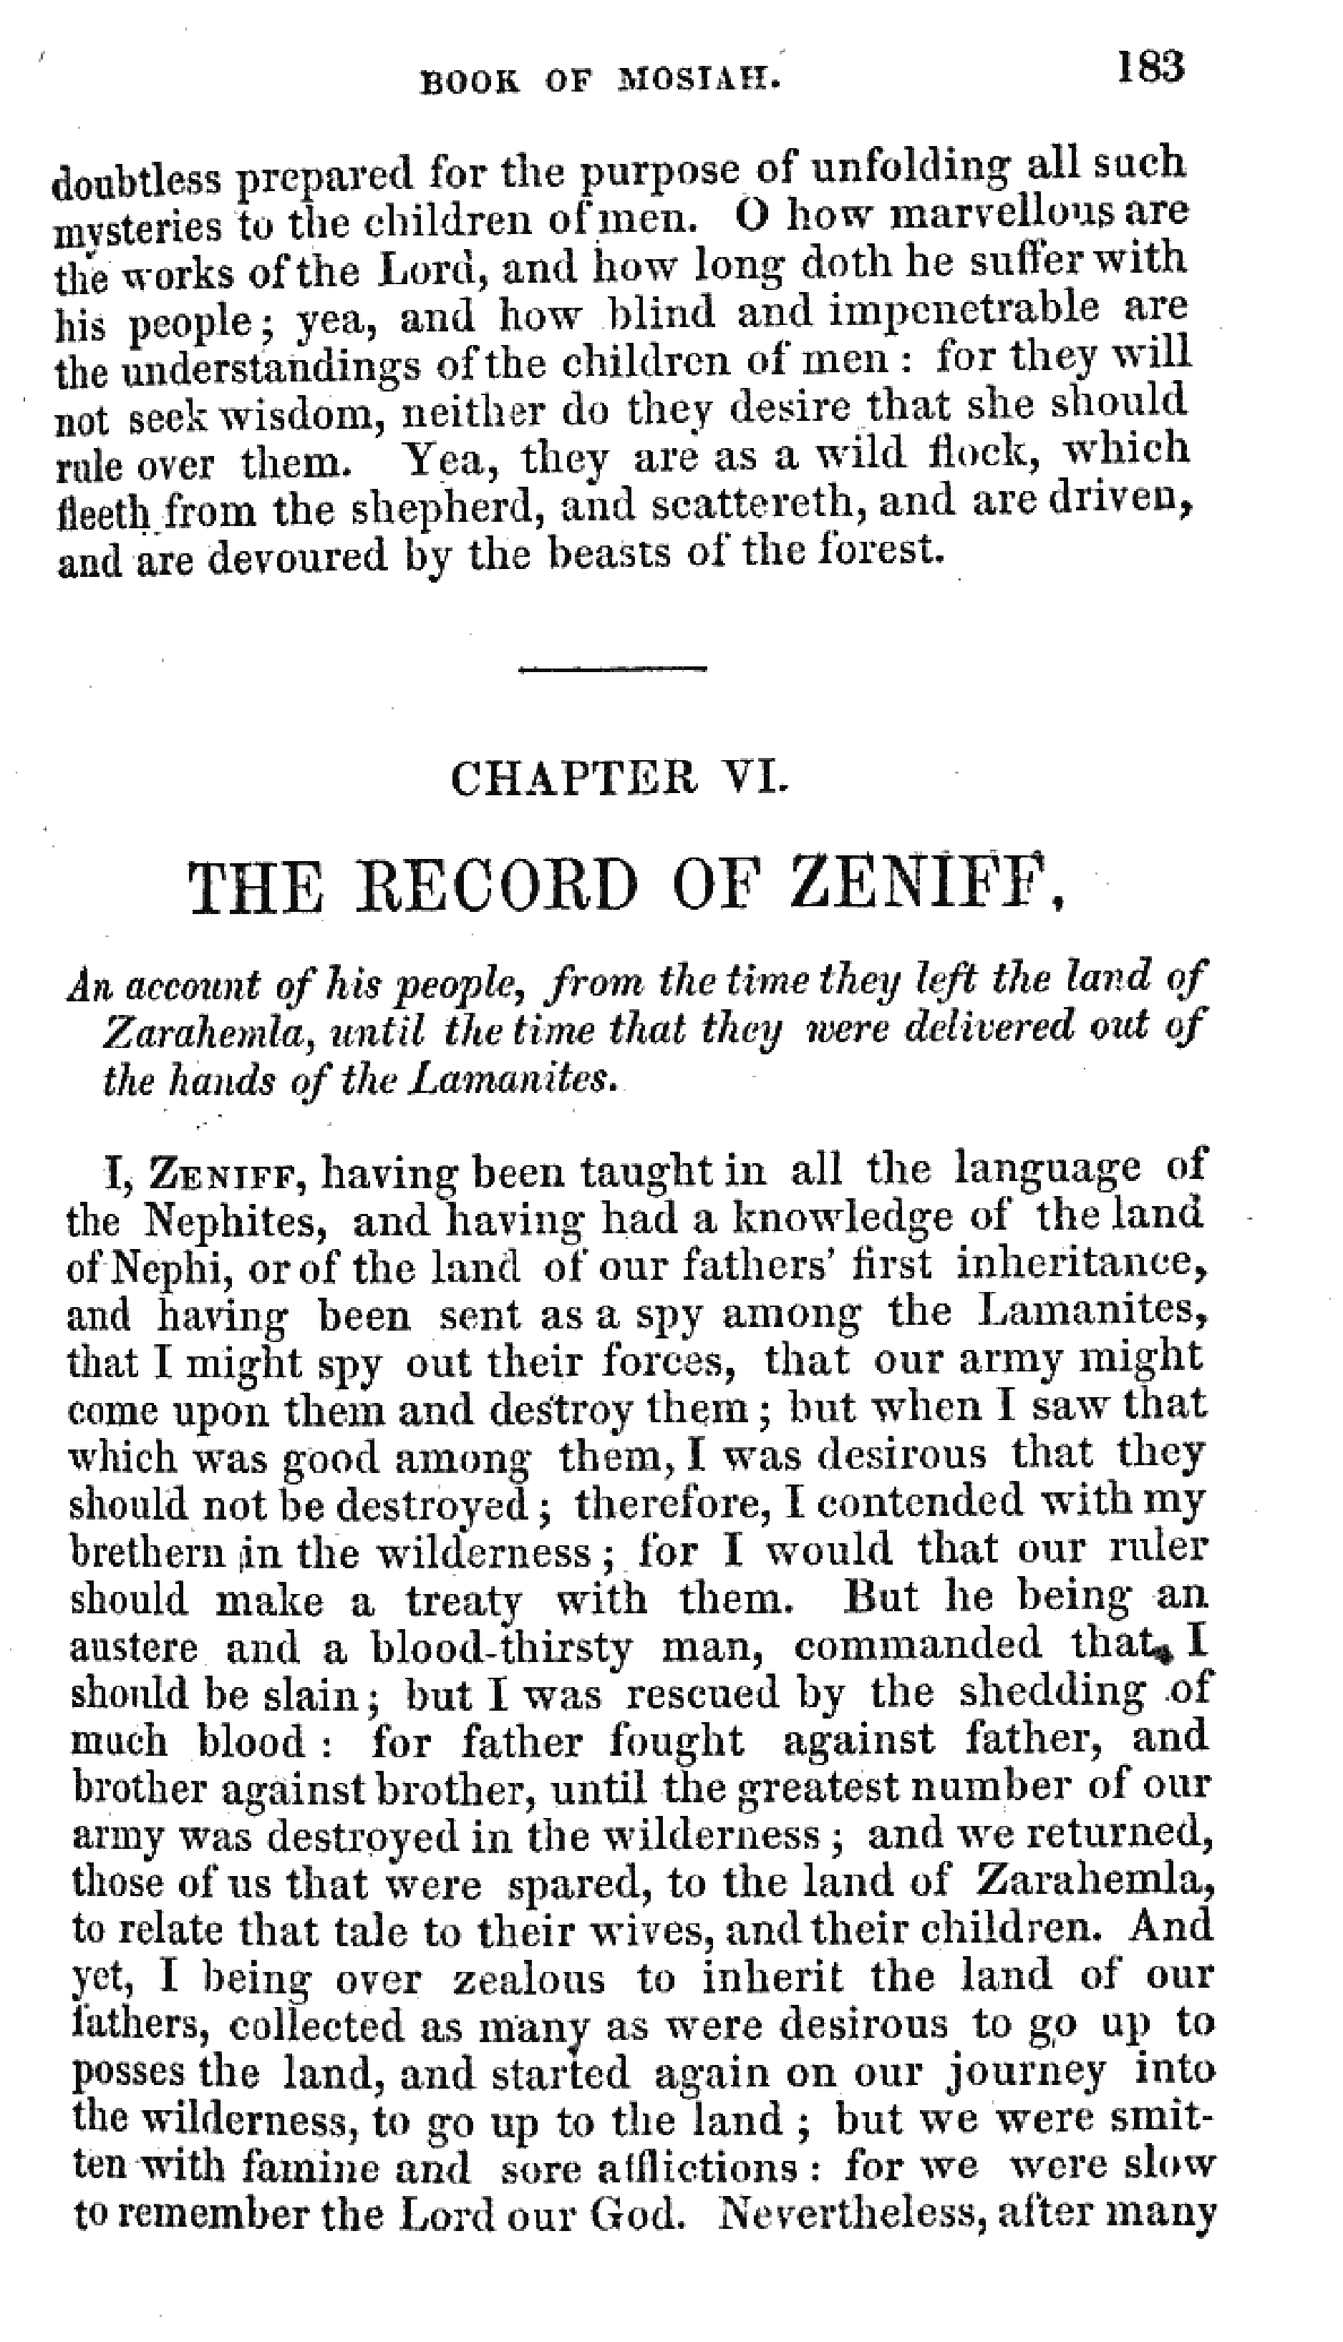 BOOK OF MOSIAH. 183
doubtless prepared for the purpose of unfolding all such
mysteries to the children of men. O how marvellous are
the works of the Lord, and how long doth he suffer with
his people; yea, and how blind and impenetrable are
the understandings of the children of men: for they will
not seek wisdom, neither do they desire that she should
rule over them. Yea, they are as a wild flock, which
fleeth from the shepherd, and scattereth, and are driven,
and are devoured by the beasts of the forest.
CHAPTER VI.
THE RECORD OF ZENIFF,
An account of his people, from the time they left the land of
Zarahemla, until the time that they were delivered out of
the hands of the Lamanites.
I, ZENIFF, having been taught in all the language of
the Nephites, and having had a knowledge of the land
of Nephi, or of the land of our fathers' first inheritance,
and having been sent as a spy among the Lamanites,
that I might spy out their forces, that our army might
come upon them and destroy them; but when I saw that
which was good among them, I was desirous that they
should not be destroyed; therefore, I contended with my
brethern in the wilderness; for I would that our ruler
should make a treaty with them. But he being an
austere and a blood-thirsty man, commanded that I
should be slain; but I was rescued by the shedding of
much blood: for father fought against father, and
brother against brother, until the greatest number of our
army was destroyed in the wilderness; and we returned,
those of us that were spared, to the land of Zarahemla,
to relate that tale to their wives, and their children. And
yet, I being over zealous to inherit the land of our
fathers, collected as many as were desirous to go up to
posses the land, and started again on our journey into
the wilderness, to go up to the land; but we were smit-
ten with famine and sore afflictions: for we were slow
to remember the Lord our God. Nevertheless, after many